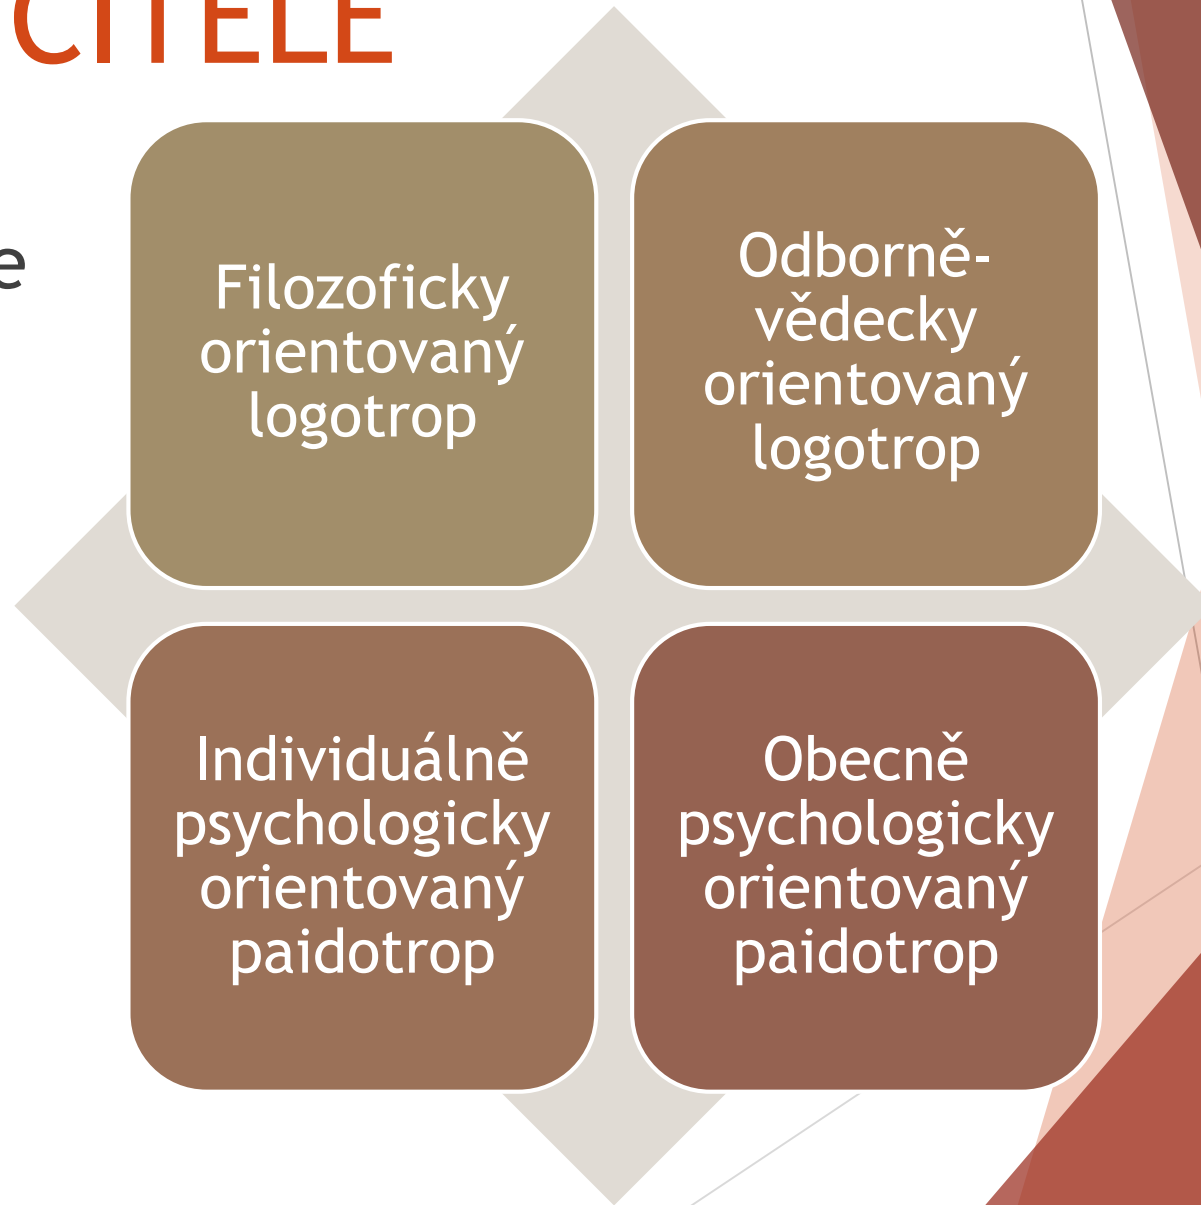 ČITELE
e
Filozoficky
orientovaný
logotrop
Odborně-
vědecky
orientovaný
logotrop
Individuálně
psychologicky
orientovaný
paidotrop
Obecně
psychologicky
orientovaný
paidotrop